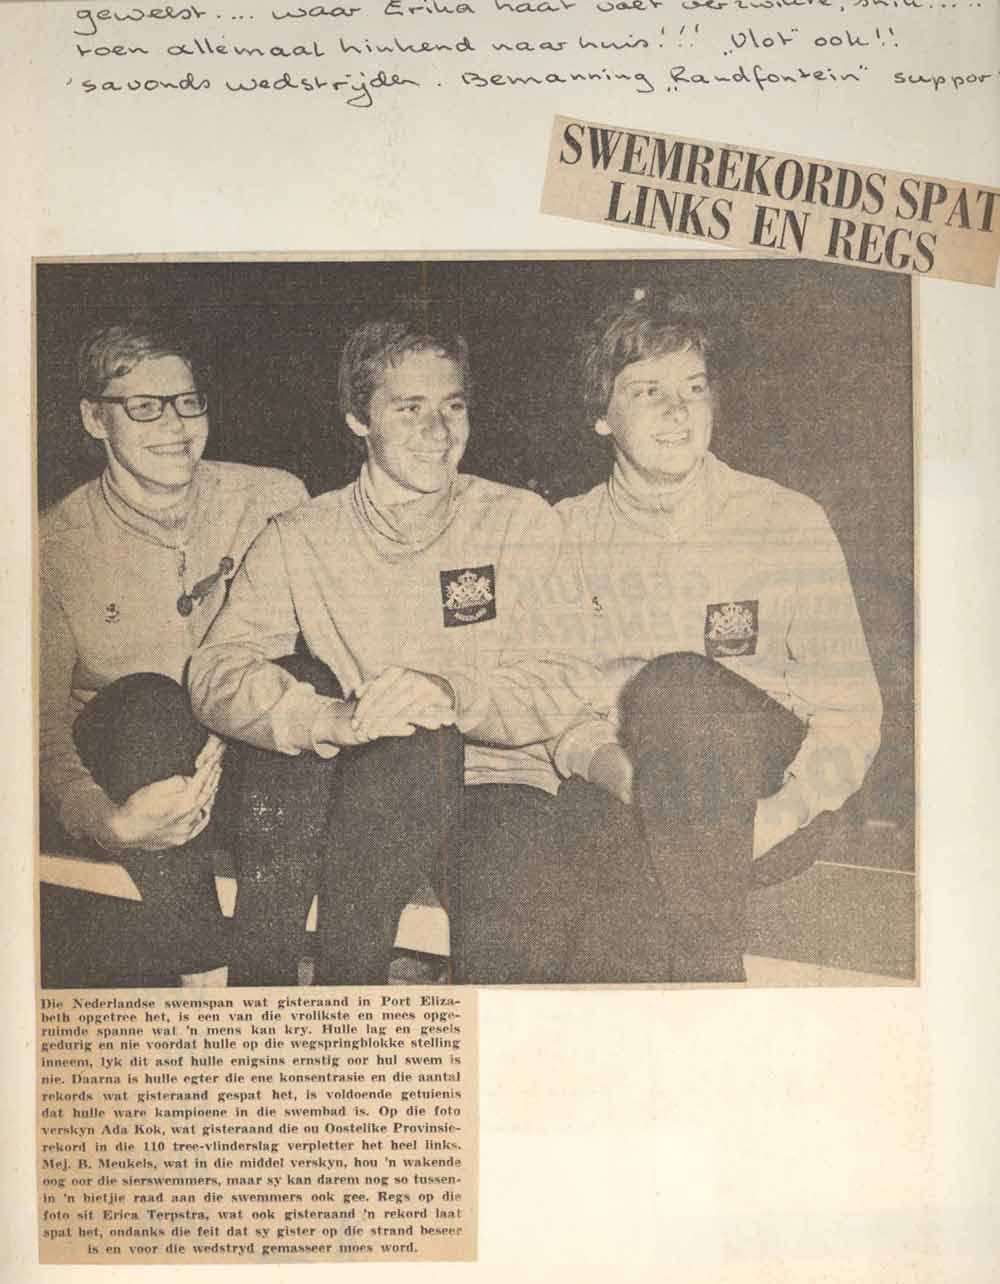 geweest .... waar Erika haar voet verzwikte,
toen allemaal hinkend naar huis!!! „Vlot" ook!!
'savonds wedstrijden. Bemanning „Randfontein" suppor
SWEMREKORDS SPAT
LINKS EN REGS
NEDERLAND
Die Nederlandse swemspan wat gisteraand in Port Eliza-
beth opgetree het, is een van die vrolikste en mees opge-
ruimde spanne wat 'n mens kan kry. Hulle lag en gesels
gedurig en nie voordat hulle op die wegspringblokke stelling
inneem, lyk dit asof hulle enigsins ernstig oor hul swem is
nie. Daarna is hulle egter die ene konsentrasie en die aantal
rekords wat gisteraand gespat het, is voldoende getuienis
dat hulle ware kampioene in die swembad is. Op die foto
verskyn Ada Kok, wat gisteraand die ou Oostelike Provinsie-
rekord in die 110 tree-vlinderslag verpletter het heel links.
Mej. B. Meukels, wat in die middel verskyn, hou 'n wakende
oog oor die sierswemmers, maar sy kan darem nog so tussen-
in 'n bietjie raad aan die swemmers ook gee. Regs op die
foto sit Erica Terpstra, wat ook gisteraand 'n rekord laat
spat het, ondanks die feit dat sy gister op die strand beseer
is en voor die wedstryd gemasseer moes word.